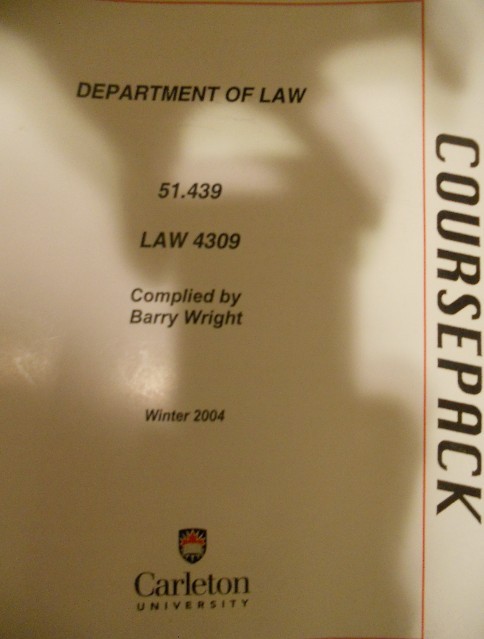 DEPARTMENT OF LAW
51.439
LAW 4309
Complied by
Barry Wright
Winter 2004
Carleton
UNIVERSITY
COURSEPACK